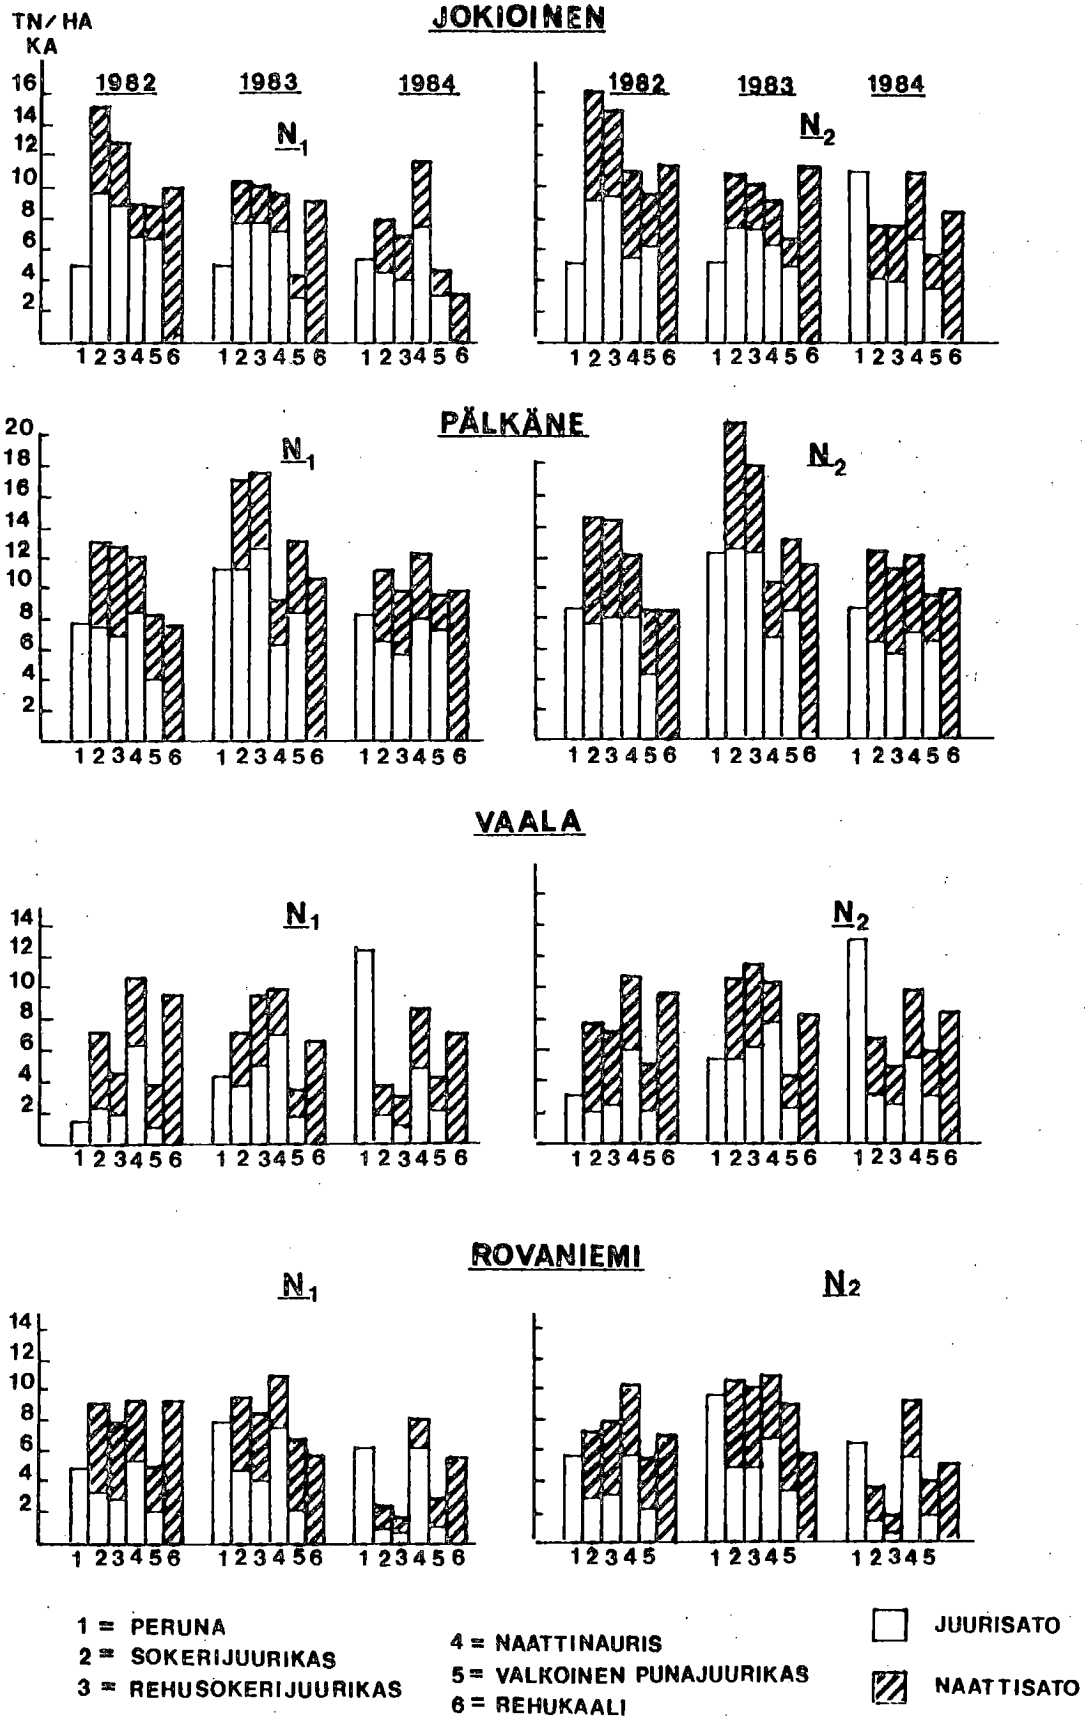 JOKIOINEN
TN/HA
KA
1982 1983 1984 1982 1983 1984
N1 N2
16
14
12
10
8
6
4
2
1 2 3 4 5 6 1 2 3 4 5 6 1 2 3 4 5 6 1 2 3 4 5 6 1 2 3 4 5 6 1 2 3 4 5 6
PÄLKÄNE
N1 N2
20
18
16
14
12
10
8
6
4
2
1 2 3 4 5 6 1 2 3 4 5 6 1 2 3 4 5 6 1 2 3 4 5 6 1 2 3 4 5 6 1 2 3 4 5 6
VAALA
N1 N2
14
12
10
8
6
4
2
1 2 3 4 5 6 1 2 3 4 5 6 1 2 3 4 5 6 1 2 3 4 5 6 1 2 3 4 5 6 1 2 3 4 5 6
ROVANIEMI
N1 N2
14
12
10
8
6
4
2
1 2 3 4 5 6 1 2 3 4 5 6 1 2 3 4 5 6 1 2 3 4 5 1 2 3 4 5 1 2 3 4 5
1 = PERUNA
2 = SOKERIJUURIKAS
3 = REHUSOKERIJUURIKAS
4 = NAATTINAURIS
5 = VALKOINEN PUNAJUURIKAS
6 = REHUKAALI
JUURISATO
NAATTISATO